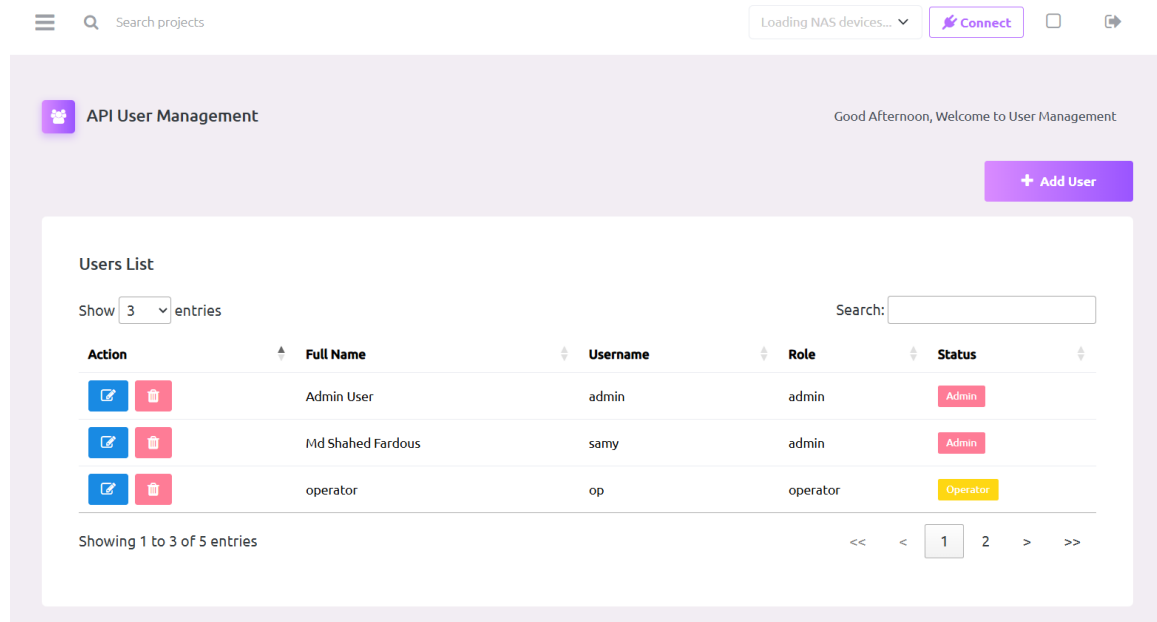 Search projects Loading NAS devices... Connect
API User Management Good Afternoon, Welcome to User Management
+ Add User
Users List
Show 3 entries Search:
Action Full Name Username Role Status
Admin User admin admin Admin
Md Shahed Fardous samy admin Admin
operator op operator Operator
Showing 1 to 3 of 5 entries << < 1 2 > >>